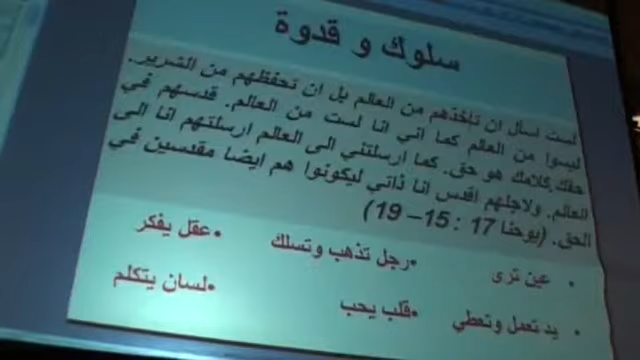 سلوك و قدوة
لست اسأل ان تأخذهم من العالم بل ان تحفظهم من الشرير.
ليسوا من العالم كما اني انا لست من العالم. قدسهم في
حقك.كلامك هو حق. كما ارسلتني الى العالم ارسلتهم انا الى
العالم. ولاجلهم اقدس انا ذاتي ليكونوا هم ايضا مقدسين في
الحق. (يوحنا 17 : 15– 19)
• عين ترى •رجل تذهب وتسلك •عقل يفكر
• يد تعمل وتعطي •قلب يحب •لسان يتكلم